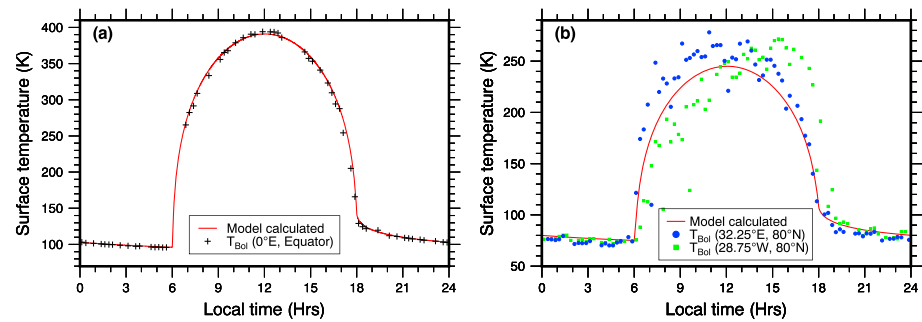 (a)
Surface temperature (K)
400
350
300
250
200
150
100
Model calculated
T_Bol (0°E, Equator)
0 3 6 9 12 15 18 21 24
Local time (Hrs)
(b)
Surface temperature (K)
250
200
150
100
50
Model calculated
T_Bol (32.25°E, 80°N)
T_Bol (28.75°W, 80°N)
0 3 6 9 12 15 18 21 24
Local time (Hrs)